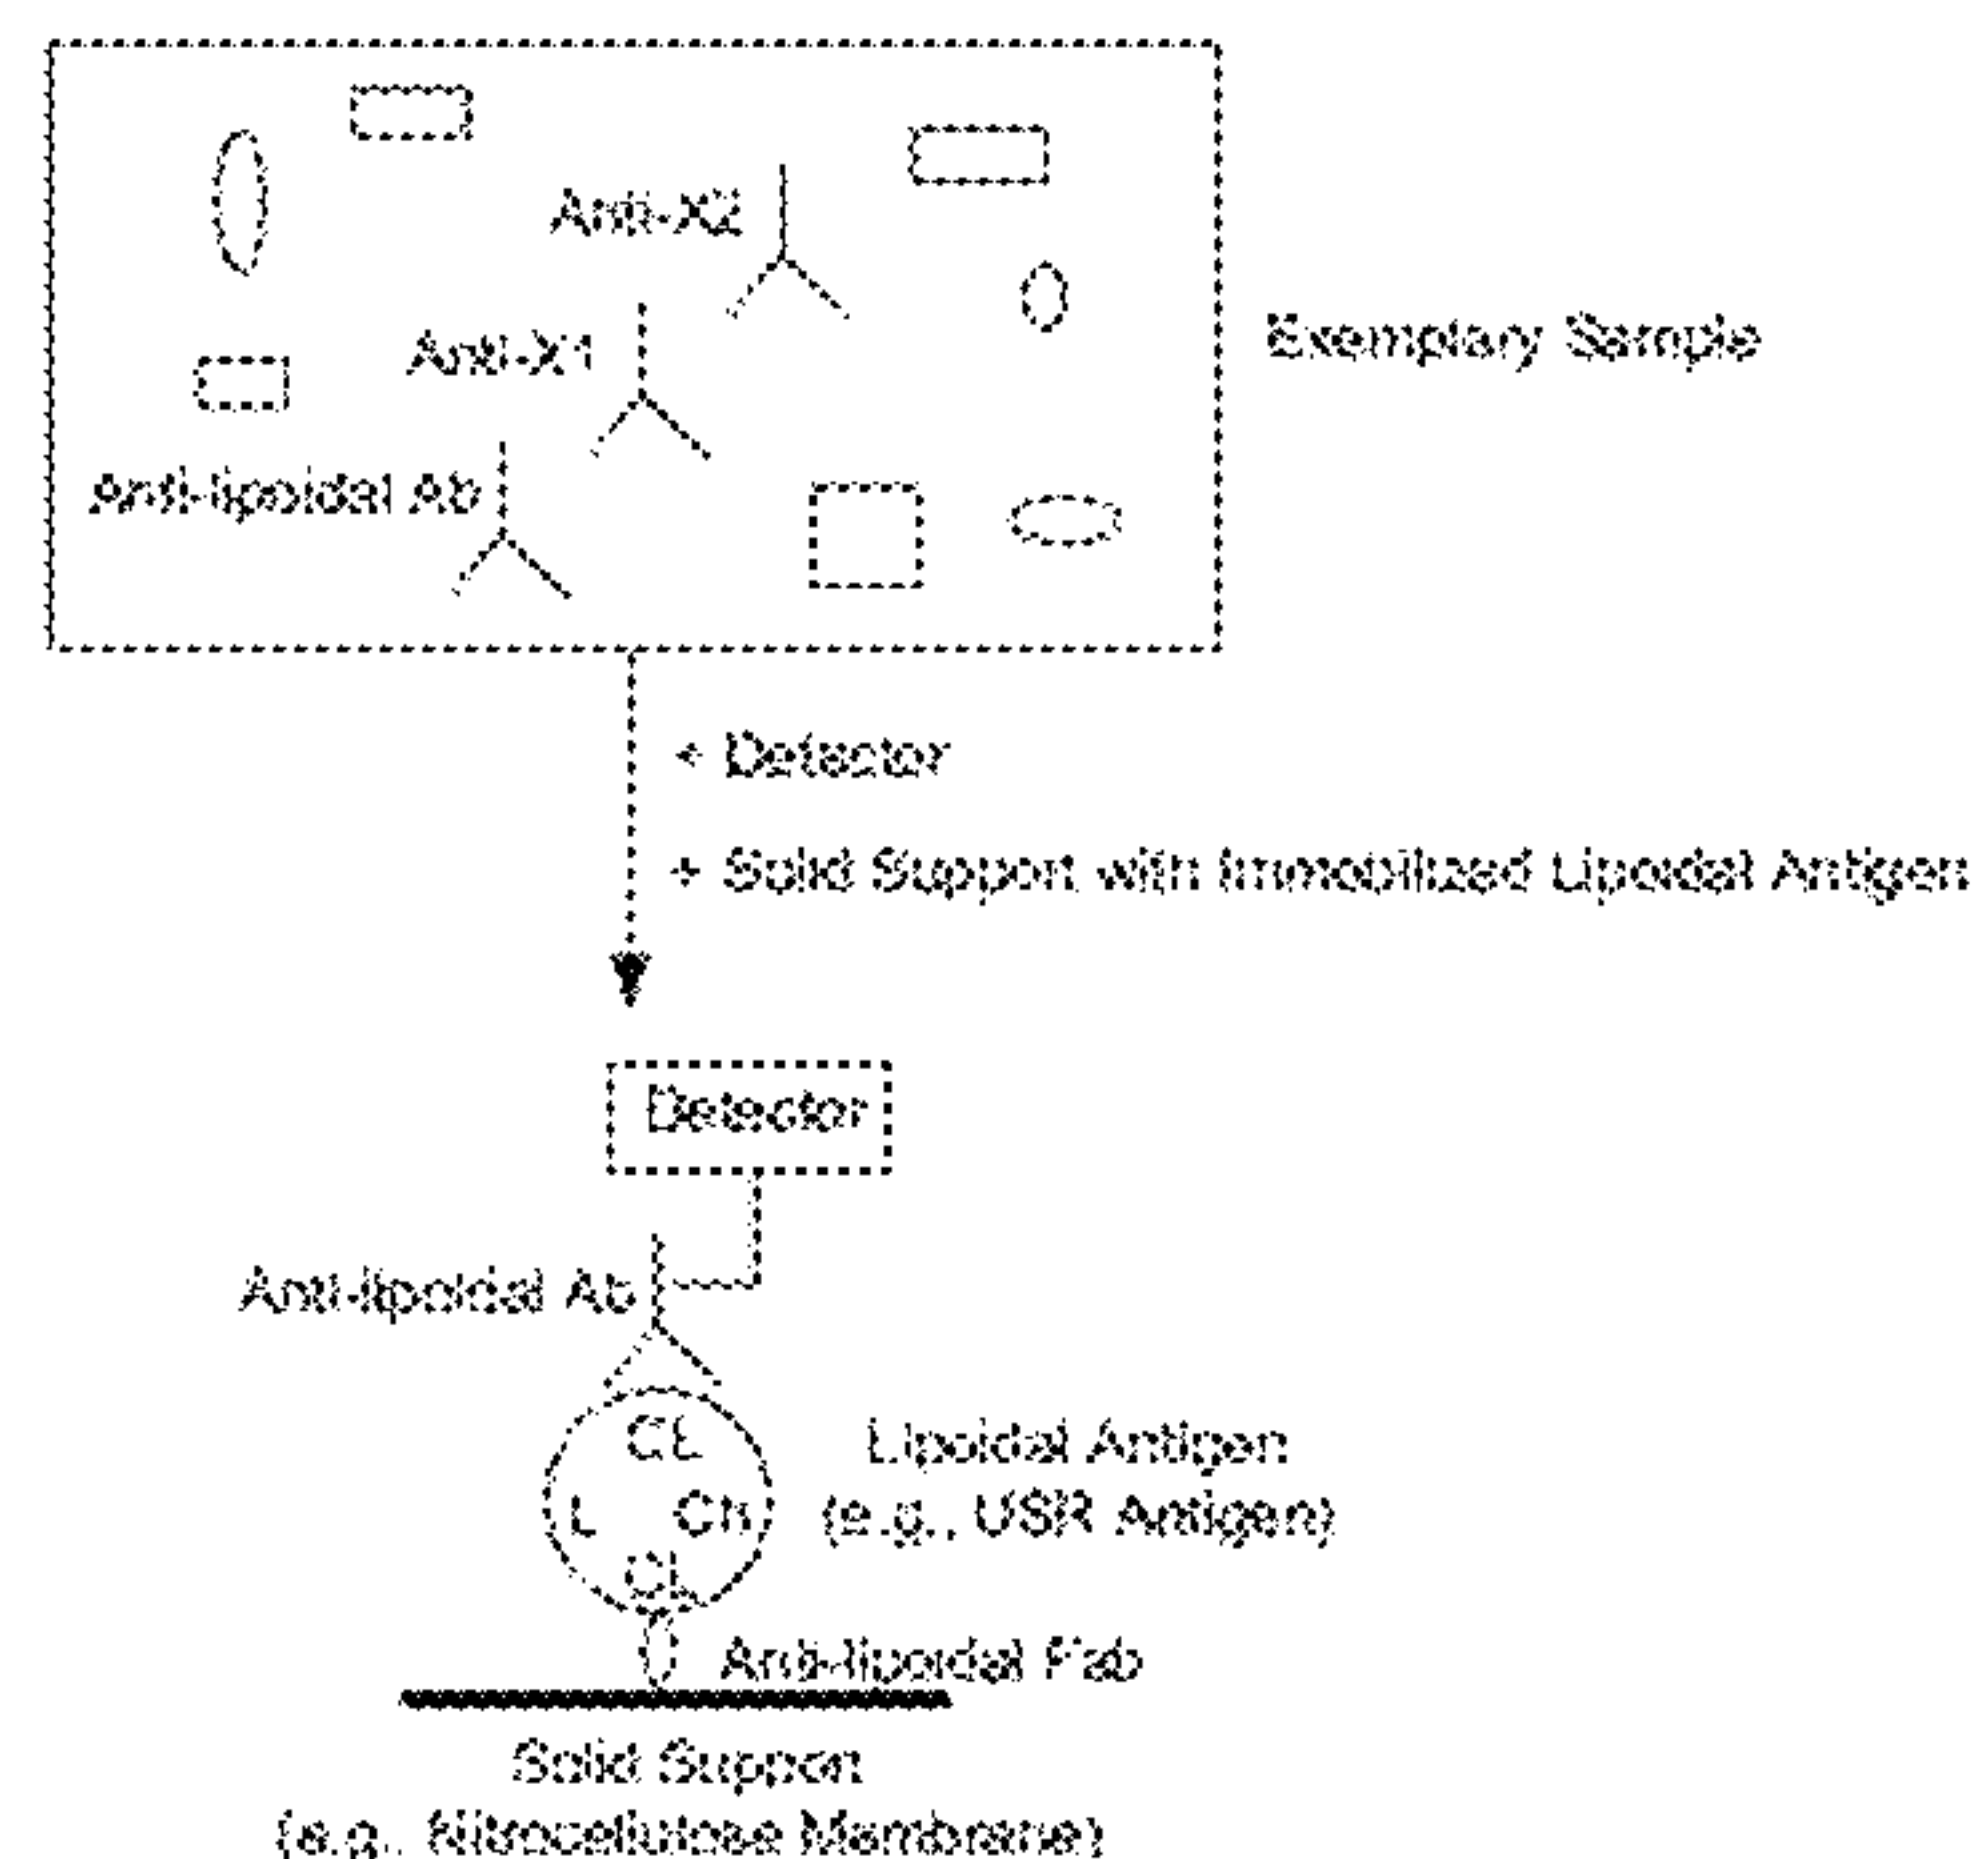 Anti-X2
Anti-X1
Exemplary Sample
Anti-lipoidal Ab
+ Detector
+ Solid Support with Immobilized Lipoidal Antigen
Detector
Anti-lipoidal Ab
CL
Lipoidal Antigen
L Ch
(e.g., USR Antigen)
CL
Anti-lipoidal Fab
Solid Support
(e.g., Nitrocellulose Membrane)